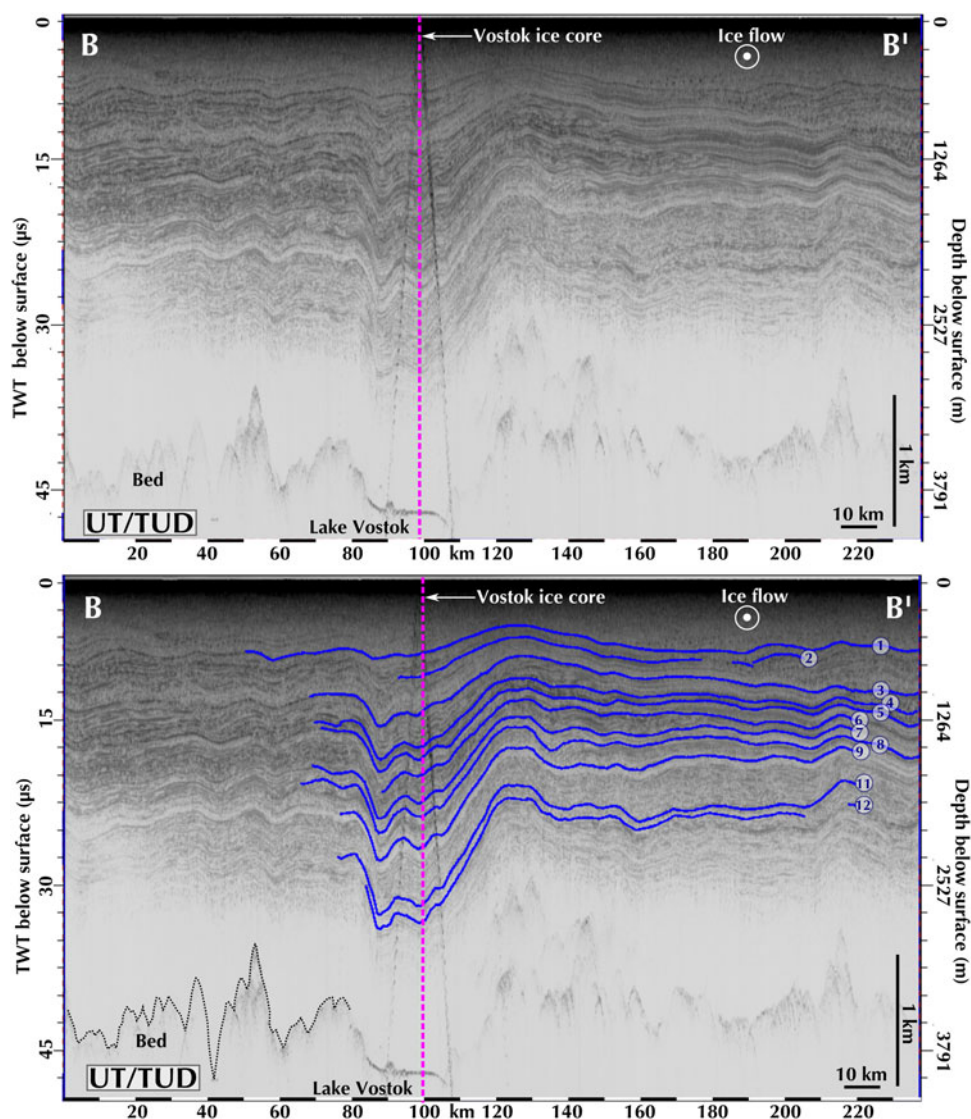 0 0
B Vostok ice core Ice flow B'
15 1264
TWT below surface (µs) Depth below surface (m)
30 2527
1 km
Bed 45 3791
UT/TUD Lake Vostok 10 km
20 40 60 80 100 km 120 140 160 180 200 220
0 0
B Vostok ice core Ice flow B'
1
2
3
4
15 5 1264
6
7
8
9
TWT below surface (µs) Depth below surface (m)
11
12
30 2527
1 km
Bed 45 3791
UT/TUD Lake Vostok 10 km
20 40 60 80 100 km 120 140 160 180 200 220